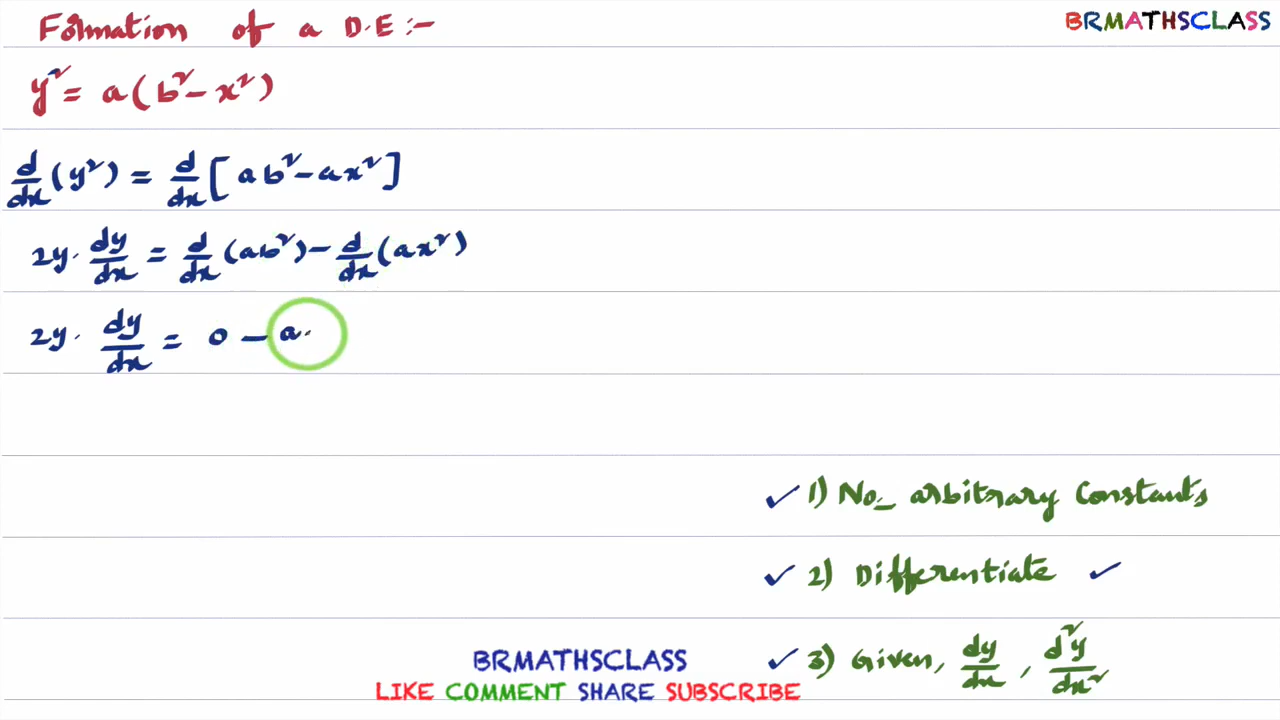 Formation of a D.E :-
BRMATHSCLASS
y² = a(b² - x²)
d/dx (y²) = d/dx [ab² - ax²]
2y. dy/dx = d/dx (ab²) - d/dx (ax²)
2y. dy/dx = 0 - a.
✓ 1) No_ arbitrary Constants
✓ 2) Differentiate ✓
✓ 3) Given, dy/dx, d²y/dx²
BRMATHSCLASS
LIKE COMMENT SHARE SUBSCRIBE